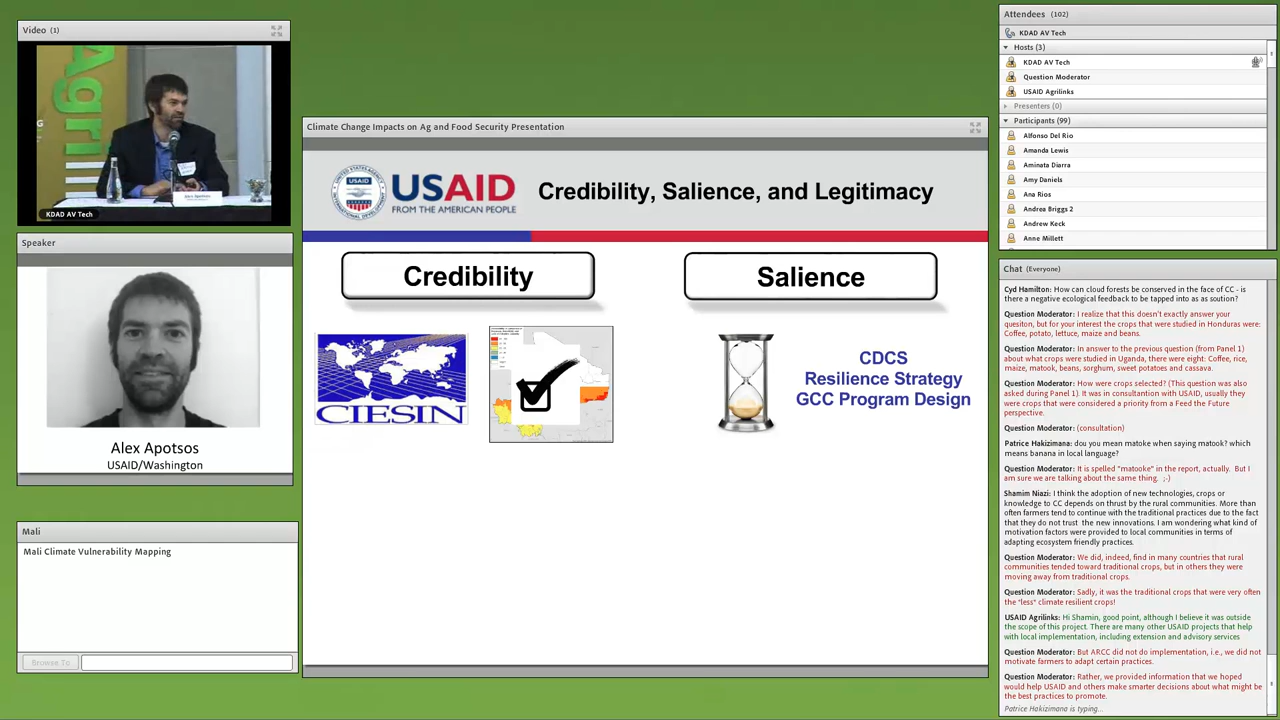 Video (1)
Agri
KDAD AV Tech
Speaker
Alex Apotsos
USAID/Washington
Mali
Mali Climate Vulnerability Mapping
Browse To
Climate Change Impacts on Ag and Food Security Presentation
USAID
FROM THE AMERICAN PEOPLE
Credibility, Salience, and Legitimacy
Credibility
Salience
CIESIN
CDCS
Resilience Strategy
GCC Program Design
Attendees (102)
KDAD AV Tech
Hosts (3)
KDAD AV Tech
Question Moderator
USAID Agrilinks
Presenters (0)
Participants (99)
Alfonso Del Rio
Amanda Lewis
Aminata Diarra
Amy Daniels
Ana Rios
Andrea Briggs 2
Andrew Keck
Anne Millett
Chat (Everyone)
Cyd Hamilton: How can cloud forests be conserved in the face of CC - is
there a negative ecological feedback to be tapped into as as soution?
Question Moderator: I realize that this doesn't exactly answer your
quesiton, but for your interest the crops that were studied in Honduras were:
Coffee, potato, lettuce, maize and beans.
Question Moderator: In answer to the previous question (from Panel 1)
about what crops were studied in Uganda, there were eight: Coffee, rice,
maize, matook, beans, sorghum, sweet potatoes and cassava.
Question Moderator: How were crops selected? (This question was also
asked during Panel 1). It was in consultantion with USAID, usually they
were crops that were considered a priority from a Feed the Future
perspective.
Question Moderator: (consultation)
Patrice Hakizimana: dou you mean matoke when saying matook? which
means banana in local language?
Question Moderator: It is spelled "matooke" in the report, actually. But I
am sure we are talking about the same thing. ;-)
Shamim Niazi: I think the adoption of new technologies, crops or
knowledge to CC depends on thrust by the rural communities. More than
often farmers tend to continue with the traditional practices due to the fact
that they do not trust the new innovations. I am wondering what kind of
motivation factors were provided to local communities in terms of
adapting ecosystem friendly practices.
Question Moderator: We did, indeed, find in many countries that rural
communities tended toward traditional crops, but in others they were
moving away from traditional crops.
Question Moderator: Sadly, it was the traditional crops that were very often
the "less" climate resilient crops!
USAID Agrilinks: Hi Shamin, good point, although I believe it was outside
the scope of this project. There are many other USAID projects that help
with local implementation, including extension and advisory services
Question Moderator: But ARCC did not do implementation, i.e., we did not
motivate farmers to adapt certain practices.
Question Moderator: Rather, we provided information that we hoped
would help USAID and others make smarter decisions about what might be
the best practices to promote.
Patrice Hakizimana is typing...